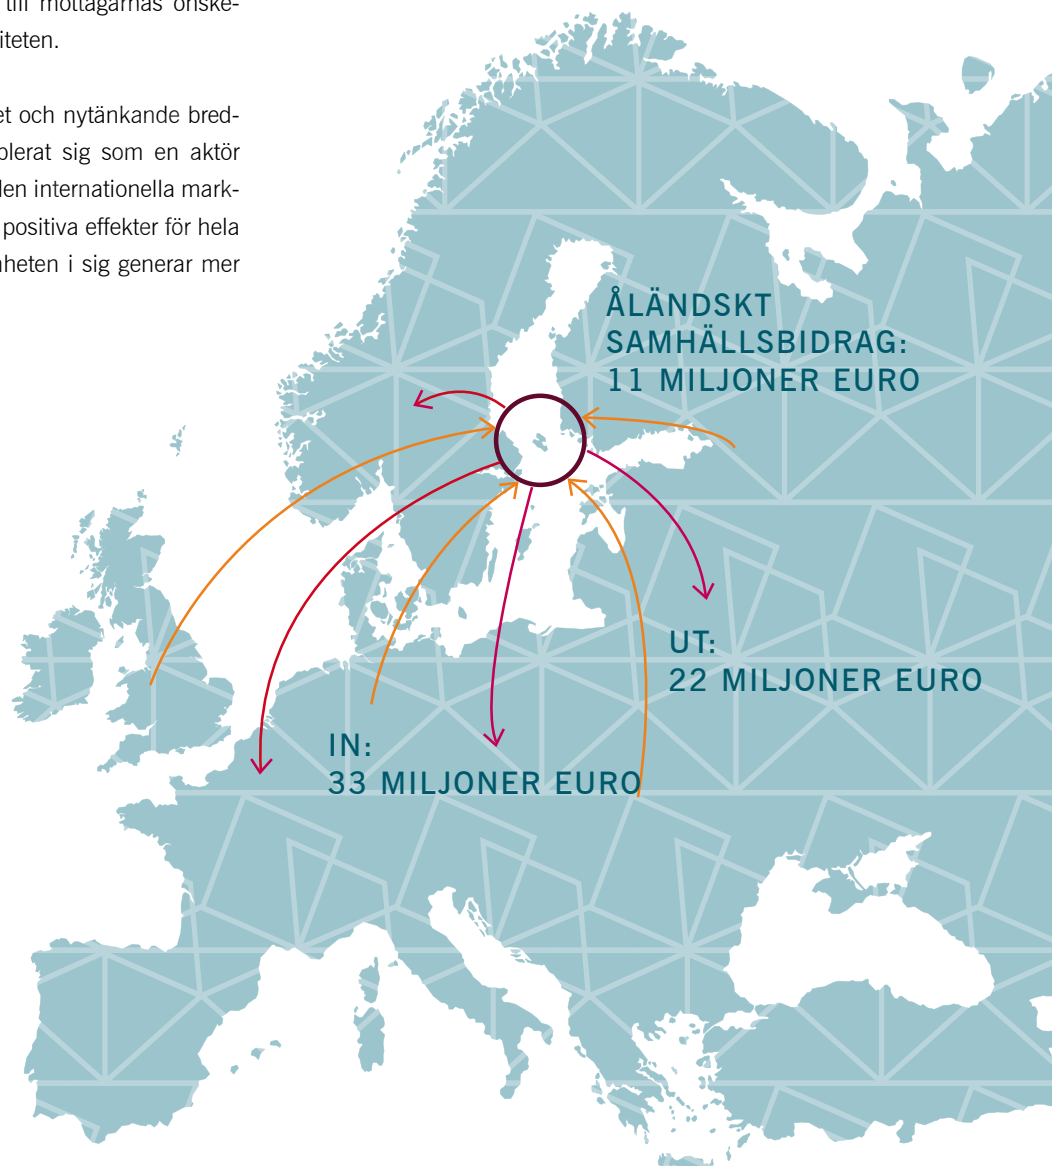 till mottagarnas önske-
iteten.
et och nytänkande bred-
blerat sig som en aktör
den internationella mark-
positiva effekter för hela
nheten i sig generar mer
ÅLÄNDSKT
SAMHÄLLSBIDRAG:
11 MILJONER EURO
UT:
22 MILJONER EURO
IN:
33 MILJONER EURO